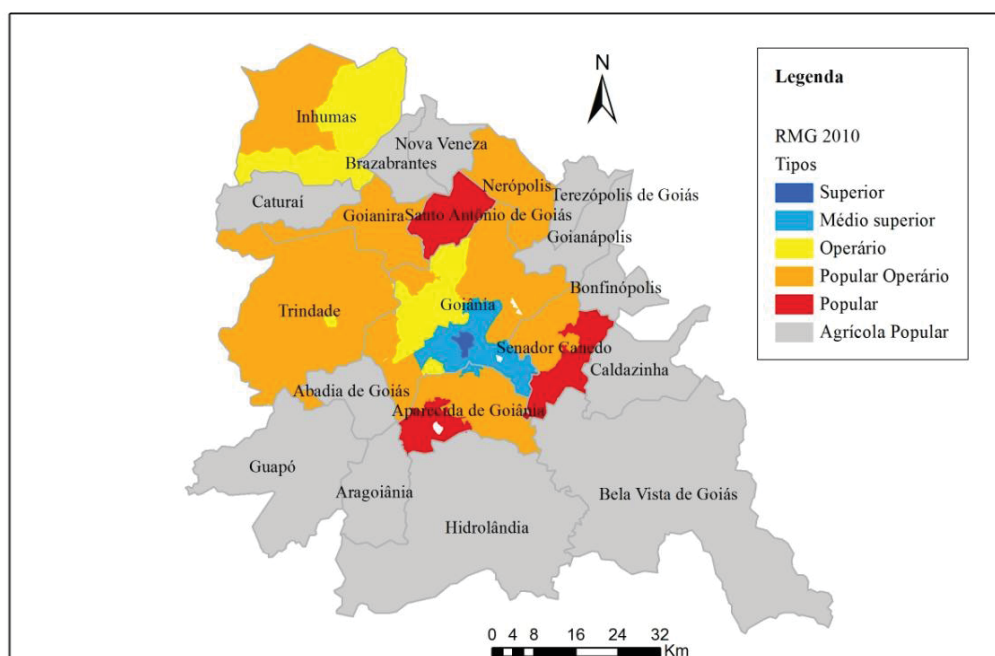 N
Legenda
RMG 2010
Tipos
Superior
Médio superior
Operário
Popular Operário
Popular
Agrícola Popular
Inhumas
Nova Veneza
Brazabrantes
Nerópolis
Terezópolis de Goiás
Caturaí
Goianira
Santo Antônio de Goiás
Goianápolis
Bonfinópolis
Trindade
Goiânia
Senador Canedo
Caldazinha
Abadia de Goiás
Aparecida de Goiânia
Guapó
Aragoiânia
Bela Vista de Goiás
Hidrolândia
0 4 8 16 24 32
Km